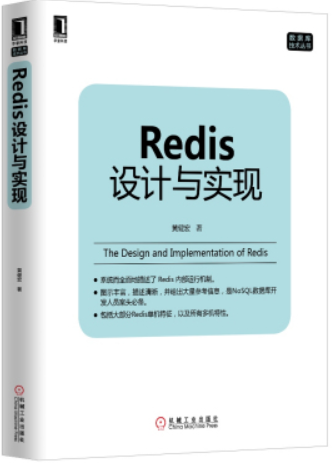 数据库
技术丛书
Redis
设计与实现
黄健宏 著
The Design and Implementation of Redis
系统而全面地描述了 Redis 内部运行机制。
图示丰富,描述清晰,并给出大量参考信息,是NoSQL数据库开
发人员案头必备。
包括大部分Redis单机特征,以及所有多机特性。
机械工业出版社
China Machine Press
Redis设计与实现
黄健宏 著
机械工业出版社
China Machine Press